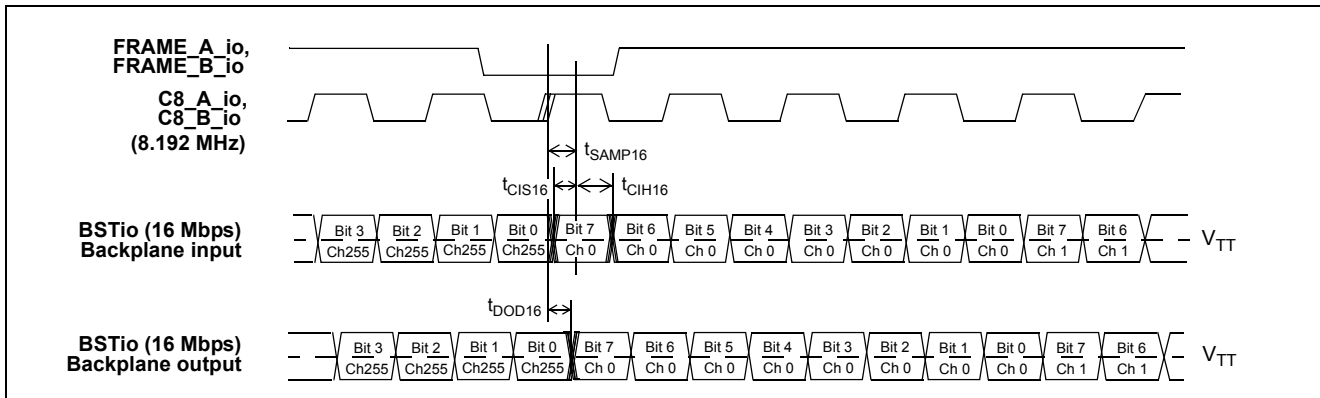 FRAME_A_io,
FRAME_B_io
C8_A_io,
C8_B_io
(8.192 MHz)
tSAMP16
tCIS16
tCIH16
BSTio (16 Mbps)
Backplane input
Bit 3 Bit 2 Bit 1 Bit 0 Bit 7 Bit 6 Bit 5 Bit 4 Bit 3 Bit 2 Bit 1 Bit 0 Bit 7 Bit 6
Ch255 Ch255 Ch255 Ch255 Ch 0 Ch 0 Ch 0 Ch 0 Ch 0 Ch 0 Ch 0 Ch 0 Ch 1 Ch 1
VTT
tDOD16
BSTio (16 Mbps)
Backplane output
Bit 3 Bit 2 Bit 1 Bit 0 Bit 7 Bit 6 Bit 5 Bit 4 Bit 3 Bit 2 Bit 1 Bit 0 Bit 7 Bit 6
Ch255 Ch255 Ch255 Ch255 Ch 0 Ch 0 Ch 0 Ch 0 Ch 0 Ch 0 Ch 0 Ch 0 Ch 1 Ch 1
VTT